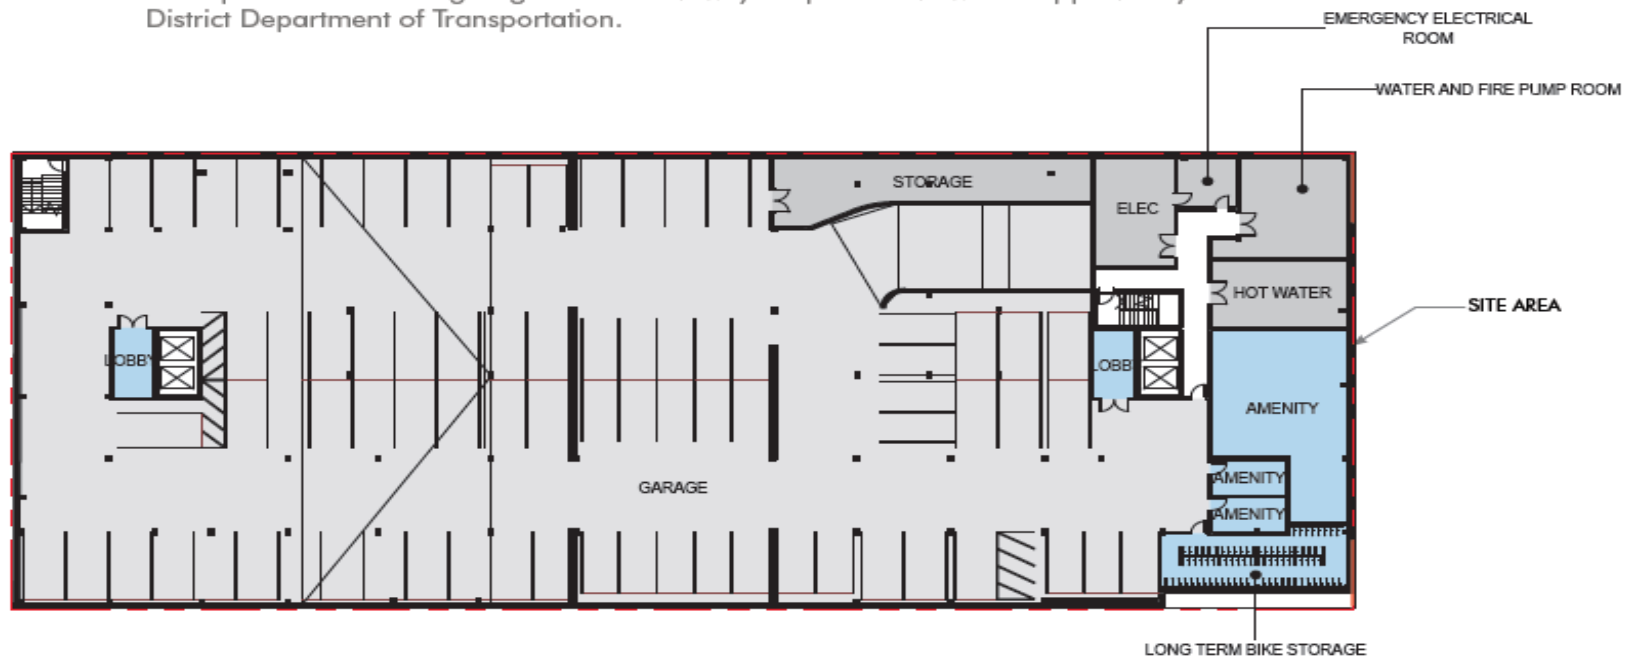 District Department of Transportation.
EMERGENCY ELECTRICAL
ROOM
WATER AND FIRE PUMP ROOM
STORAGE
ELEC
HOT WATER
SITE AREA
LOBBY
LOBB
AMENITY
AMENITY
GARAGE
AMENITY
LONG TERM BIKE STORAGE